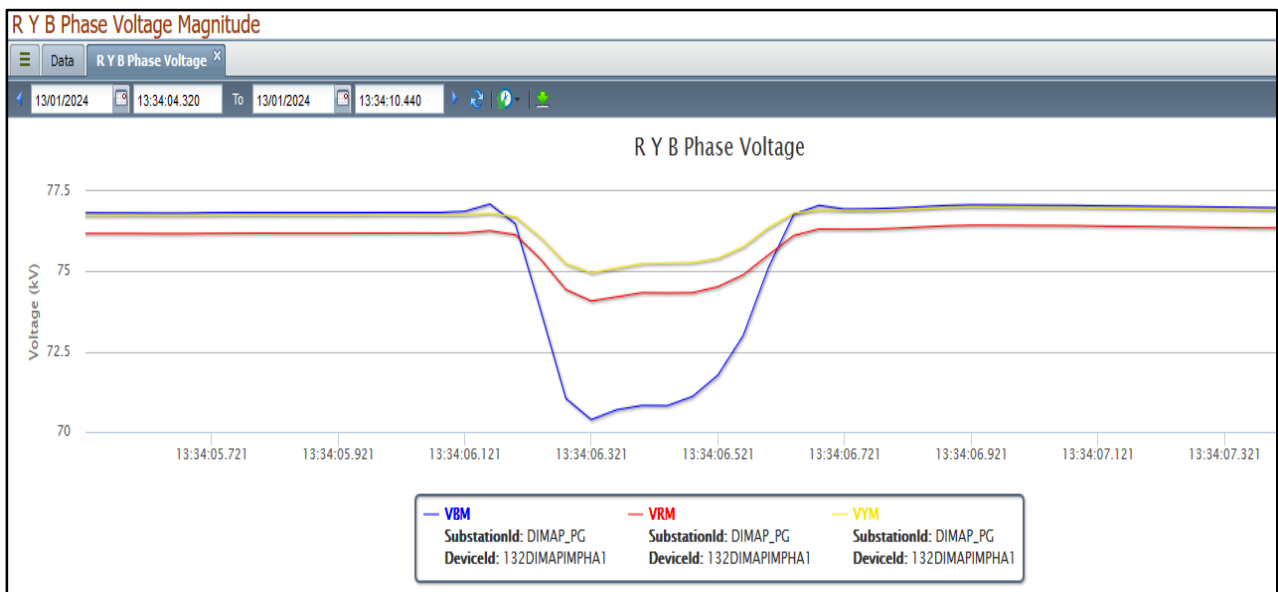 R Y B Phase Voltage Magnitude
Data R Y B Phase Voltage x
13/01/2024 13:34:04.320 To 13/01/2024 13:34:10.440
R Y B Phase Voltage
77.5
75
72.5
70
Voltage (kV)
13:34:05.721 13:34:05.921 13:34:06.121 13:34:06.321 13:34:06.521 13:34:06.721 13:34:06.921 13:34:07.121 13:34:07.321
VBM VRM VYM
SubstationId: DIMAP_PG SubstationId: DIMAP_PG SubstationId: DIMAP_PG
DeviceId: 132DIMAPIMPHA1 DeviceId: 132DIMAPIMPHA1 DeviceId: 132DIMAPIMPHA1